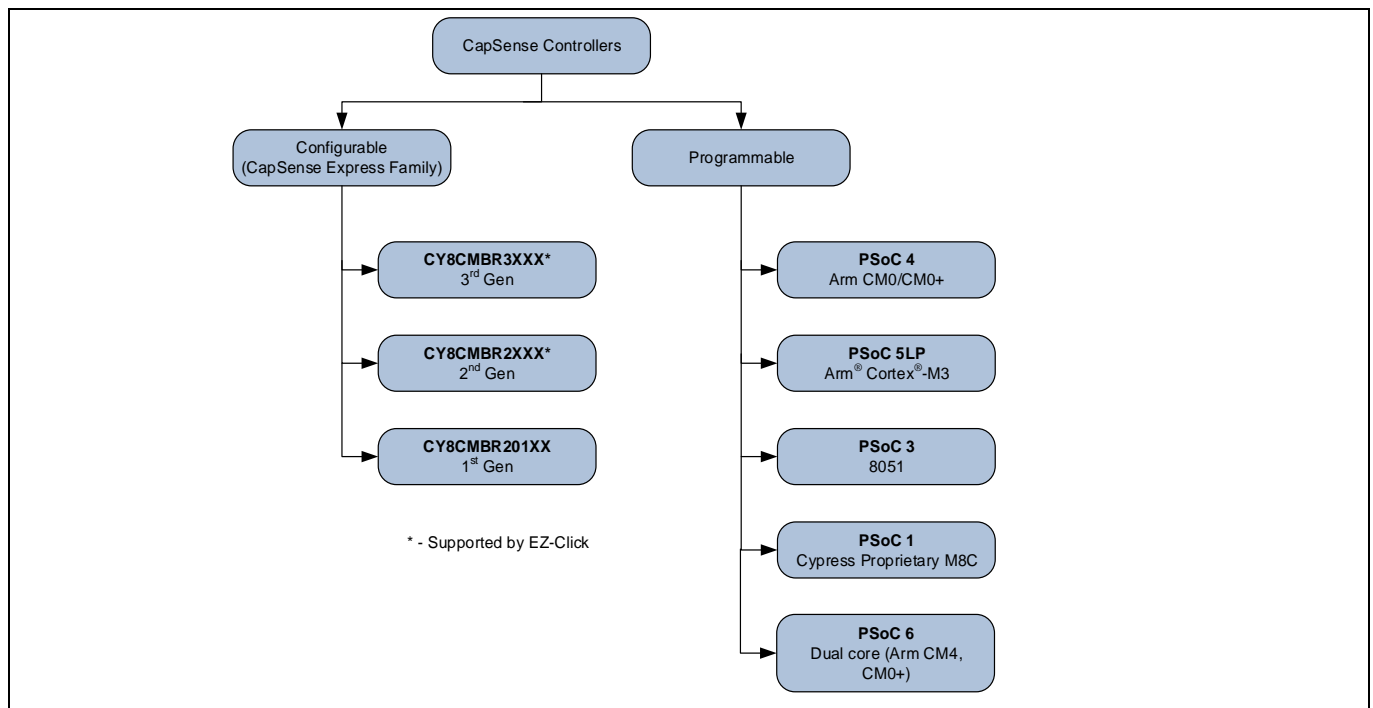 CapSense Controllers
Configurable
(CapSense Express Family)
Programmable
CY8CMBR3XXX*
3rd Gen
CY8CMBR2XXX*
2nd Gen
CY8CMBR201XX
1st Gen
* - Supported by EZ-Click
PSoC 4
Arm CM0/CM0+
PSoC 5LP
Arm® Cortex®-M3
PSoC 3
8051
PSoC 1
Cypress Proprietary M8C
PSoC 6
Dual core (Arm CM4,
CM0+)